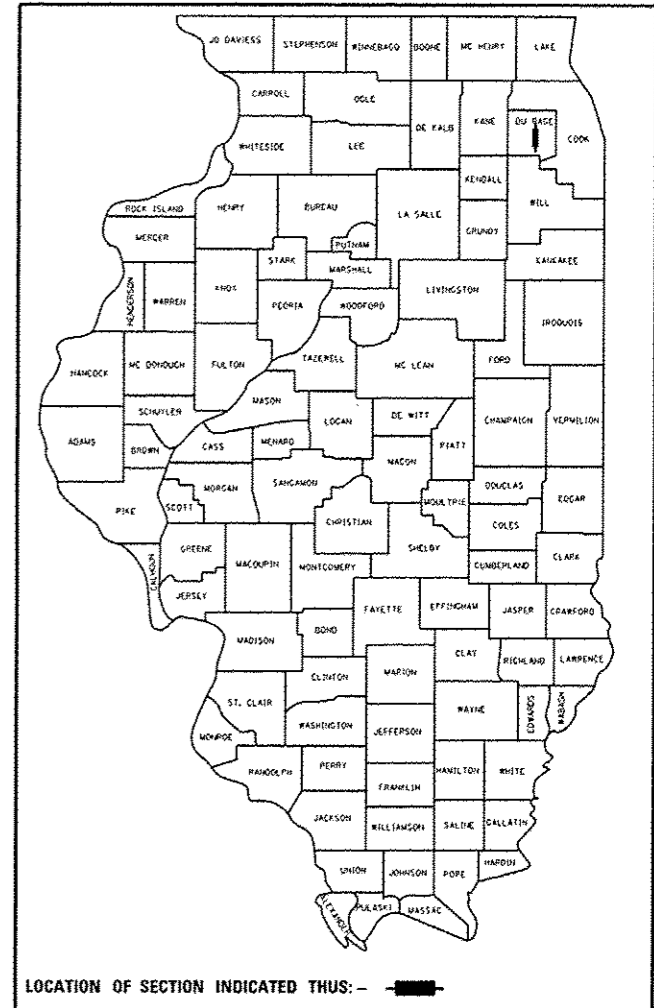 JO DAVIESS STEPHENSON WINNEBAGO BOONE MC HENRY LAKE
CARROLL OGLE
DE KALB KANE DU PAGE COOK
WHITESIDE LEE
KENDALL
ROCK ISLAND HENRY BUREAU LA SALLE WILL
GRUNDY
MERCER PUTNAM
STARK MARSHALL KANKAKEE
HENDERSON WARREN KNOX PEORIA WOODFORD LIVINGSTON
IROQUOIS
HANCOCK MC DONOUGH FULTON TAZEWELL MC LEAN FORD
SCHUYLER MASON
ADAMS BROWN CASS MENARD LOGAN DE WITT PIATT CHAMPAIGN VERMILION
MACON
PIKE SCOTT MORGAN SANGAMON MOULTRIE DOUGLAS EDGAR
CHRISTIAN COLES
CALHOUN GREENE MACOUPIN MONTGOMERY SHELBY CUMBERLAND CLARK
JERSEY
FAYETTE EFFINGHAM JASPER CRAWFORD
MADISON BOND
CLAY RICHLAND LAWRENCE
CLINTON MARION
ST. CLAIR WAYNE EDWARDS WABASH
WASHINGTON JEFFERSON
MONROE
RANDOLPH PERRY HAMILTON WHITE
FRANKLIN
JACKSON WILLIAMSON SALINE GALLATIN
UNION JOHNSON POPE HARDIN
ALEXANDER PULASKI MASSAC
LOCATION OF SECTION INDICATED THUS: -